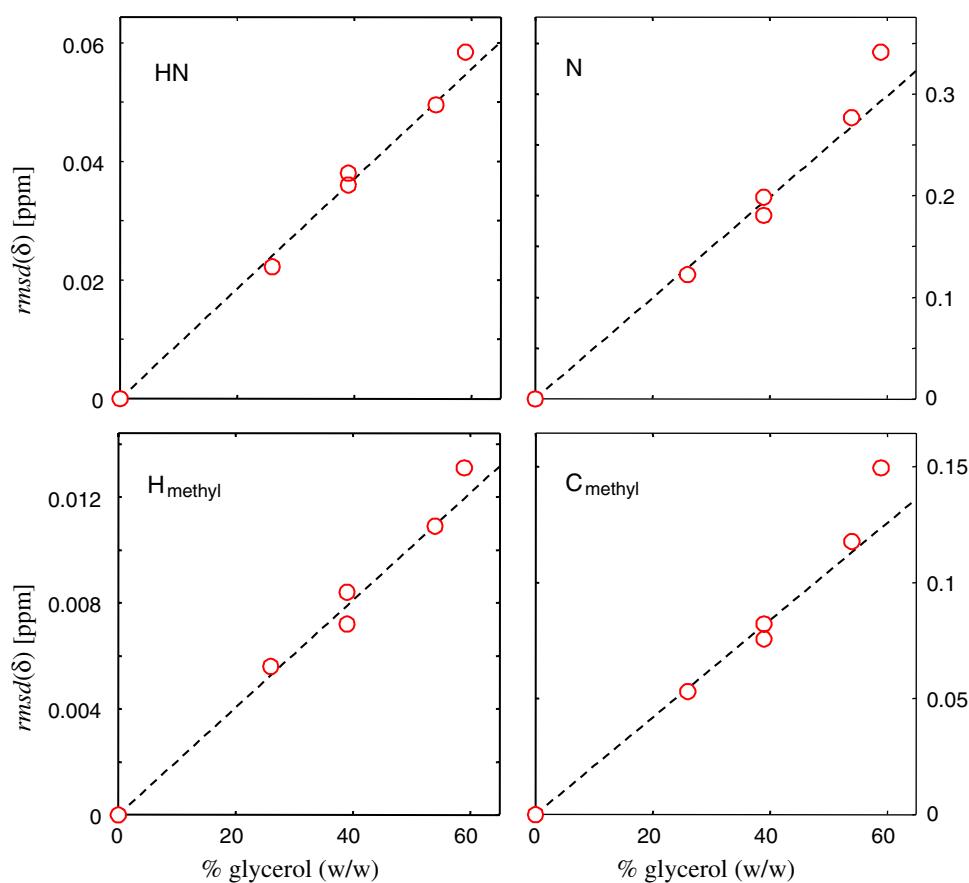 HN
N
0.06
0.04
0.02
0
rmsd(δ) [ppm]
0.3
0.2
0.1
0
H methyl
C methyl
0.012
0.008
0.004
0
rmsd(δ) [ppm]
0.15
0.1
0.05
0
0 20 40 60
0 20 40 60
% glycerol (w/w)
% glycerol (w/w)